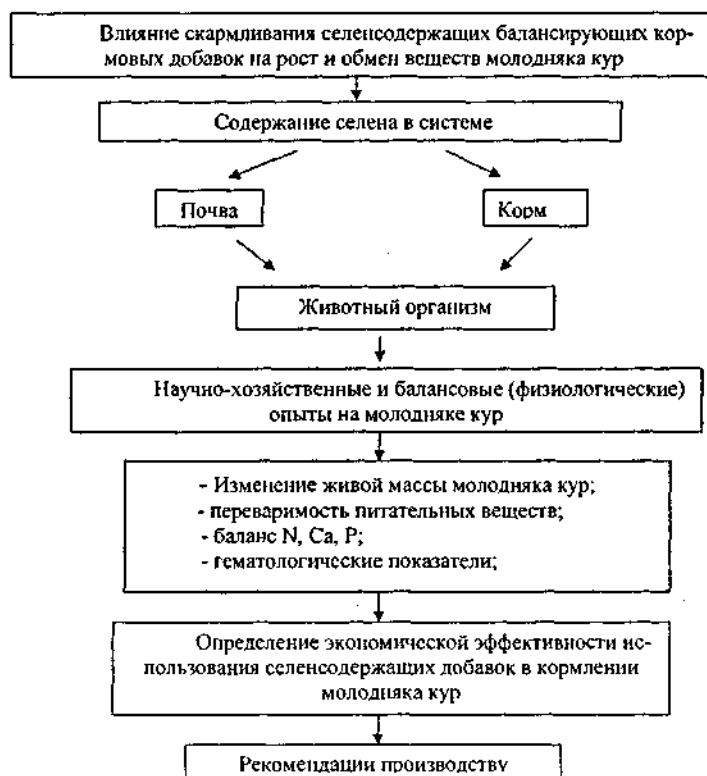 Влияние скармливания селенсодержащих балансирующих кор-
мовых добавок на рост и обмен веществ молодняка кур
Содержание селена в системе
Почва
Корм
Животный организм
Научно-хозяйственные и балансовые (физиологические)
опыты на молодняке кур
- Изменение живой массы молодняка кур;
- переваримость питательных веществ;
- баланс N, Ca, P;
- гематологические показатели;
Определение экономической эффективности ис-
пользования селенсодержащих добавок в кормлении
молодняка кур
Рекомендации производству